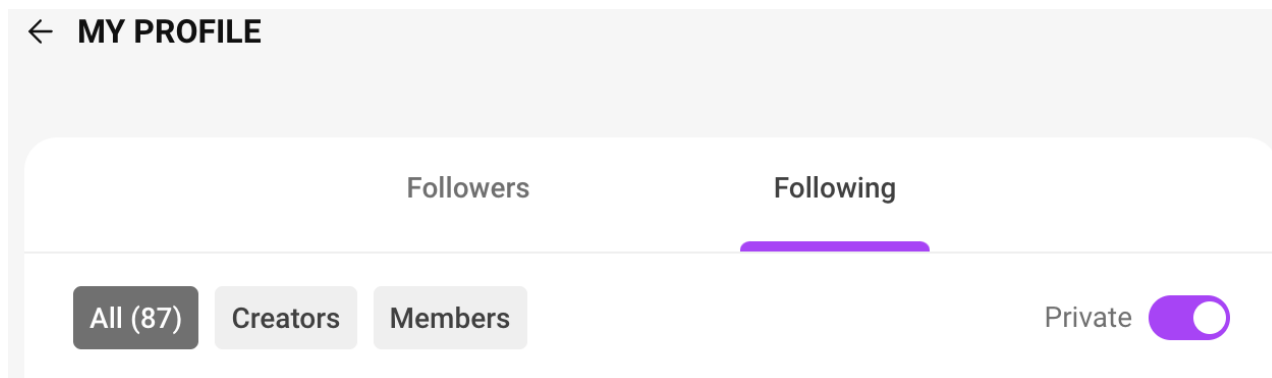 ← MY PROFILE
Followers Following
All (87) Creators Members Private